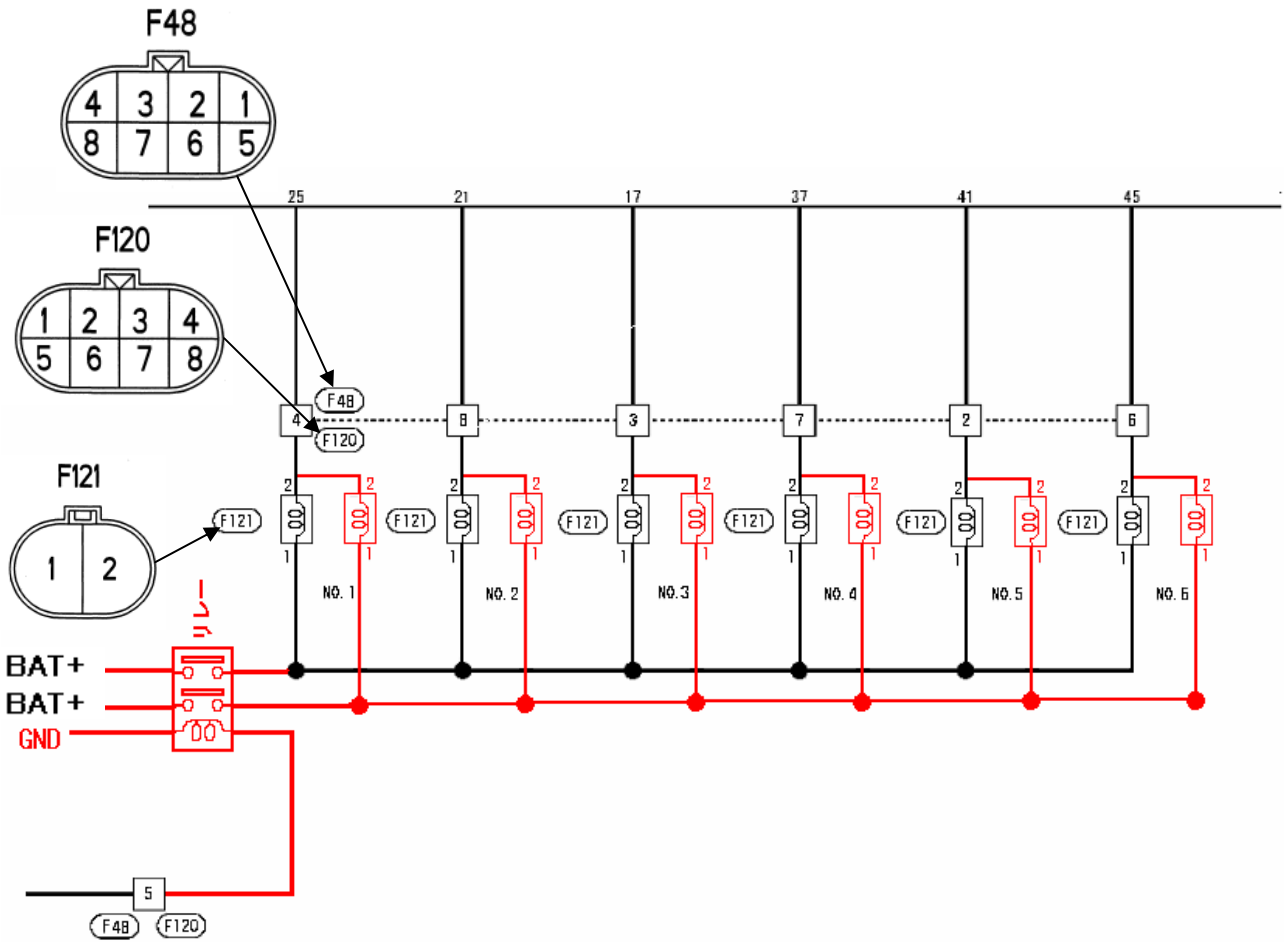 F48
4 3 2 1
8 7 6 5
25 21 17 37 41 45
F120
1 2 3 4
5 6 7 8
F48
4 8 3 7 2 6
F120
F121
1 2
2 2 2 2 2 2 2 2 2 2 2 2
F121 F121 F121 F121 F121 F121
1 1 1 1 1 1 1 1 1 1 1 1
NO. 1 NO. 2 NO. 3 NO. 4 NO. 5 NO. 6
リレー
BAT+
BAT+
GND
5
F48 F120